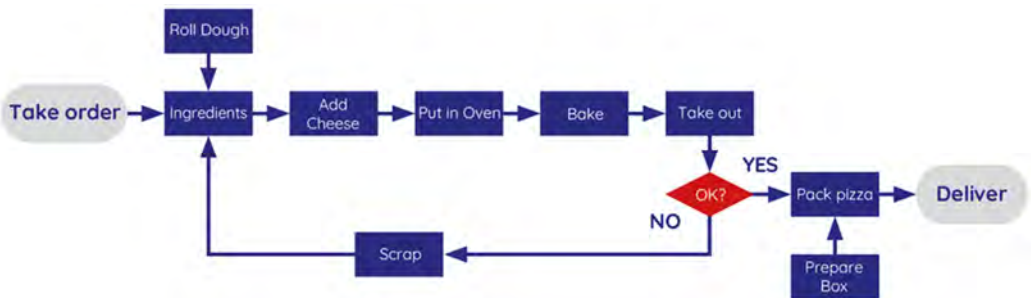 Roll Dough
Take order
Ingredients
Add
Cheese
Put in Oven
Bake
Take out
OK?
YES
NO
Pack pizza
Deliver
Scrap
Prepare
Box